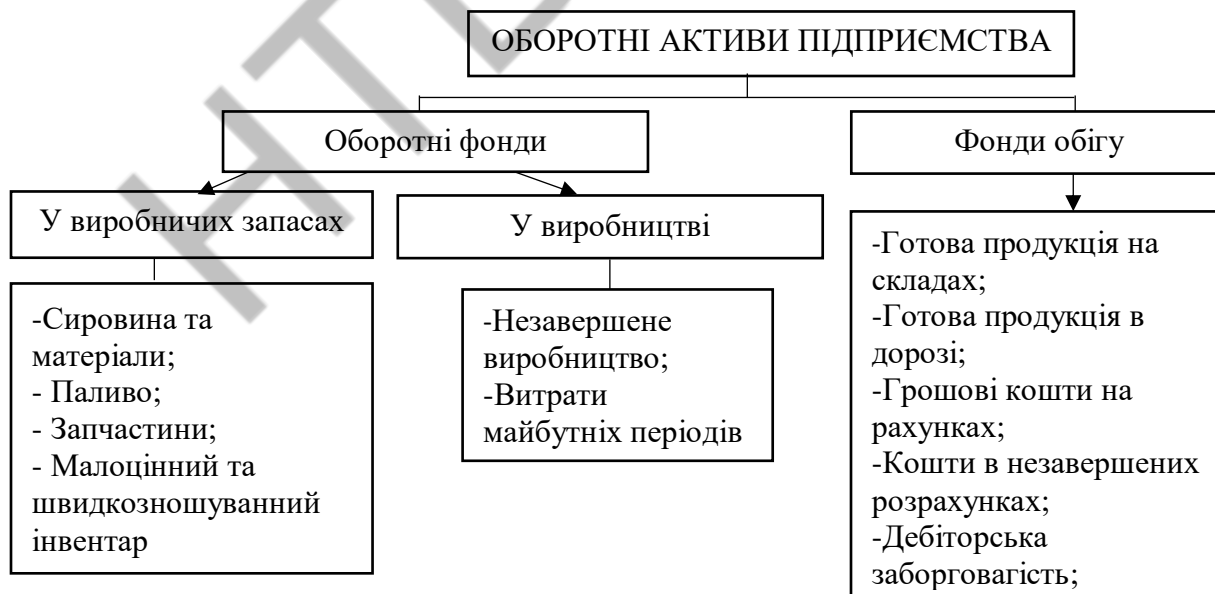 ОБОРОТНІ АКТИВИ ПІДПРИЄМСТВА
Оборотні фонди
Фонди обігу
У виробничих запасах
У виробництві
-Сировина та
матеріали;
- Паливо;
- Запчастини;
- Малоцінний та
швидкозношуванний
інвентар
-Незавершене
виробництво;
-Витрати
майбутніх періодів
-Готова продукція на
складах;
-Готова продукція в
дорозі;
-Грошові кошти на
рахунках;
-Кошти в незавершених
розрахунках;
-Дебіторська
заборговагість;